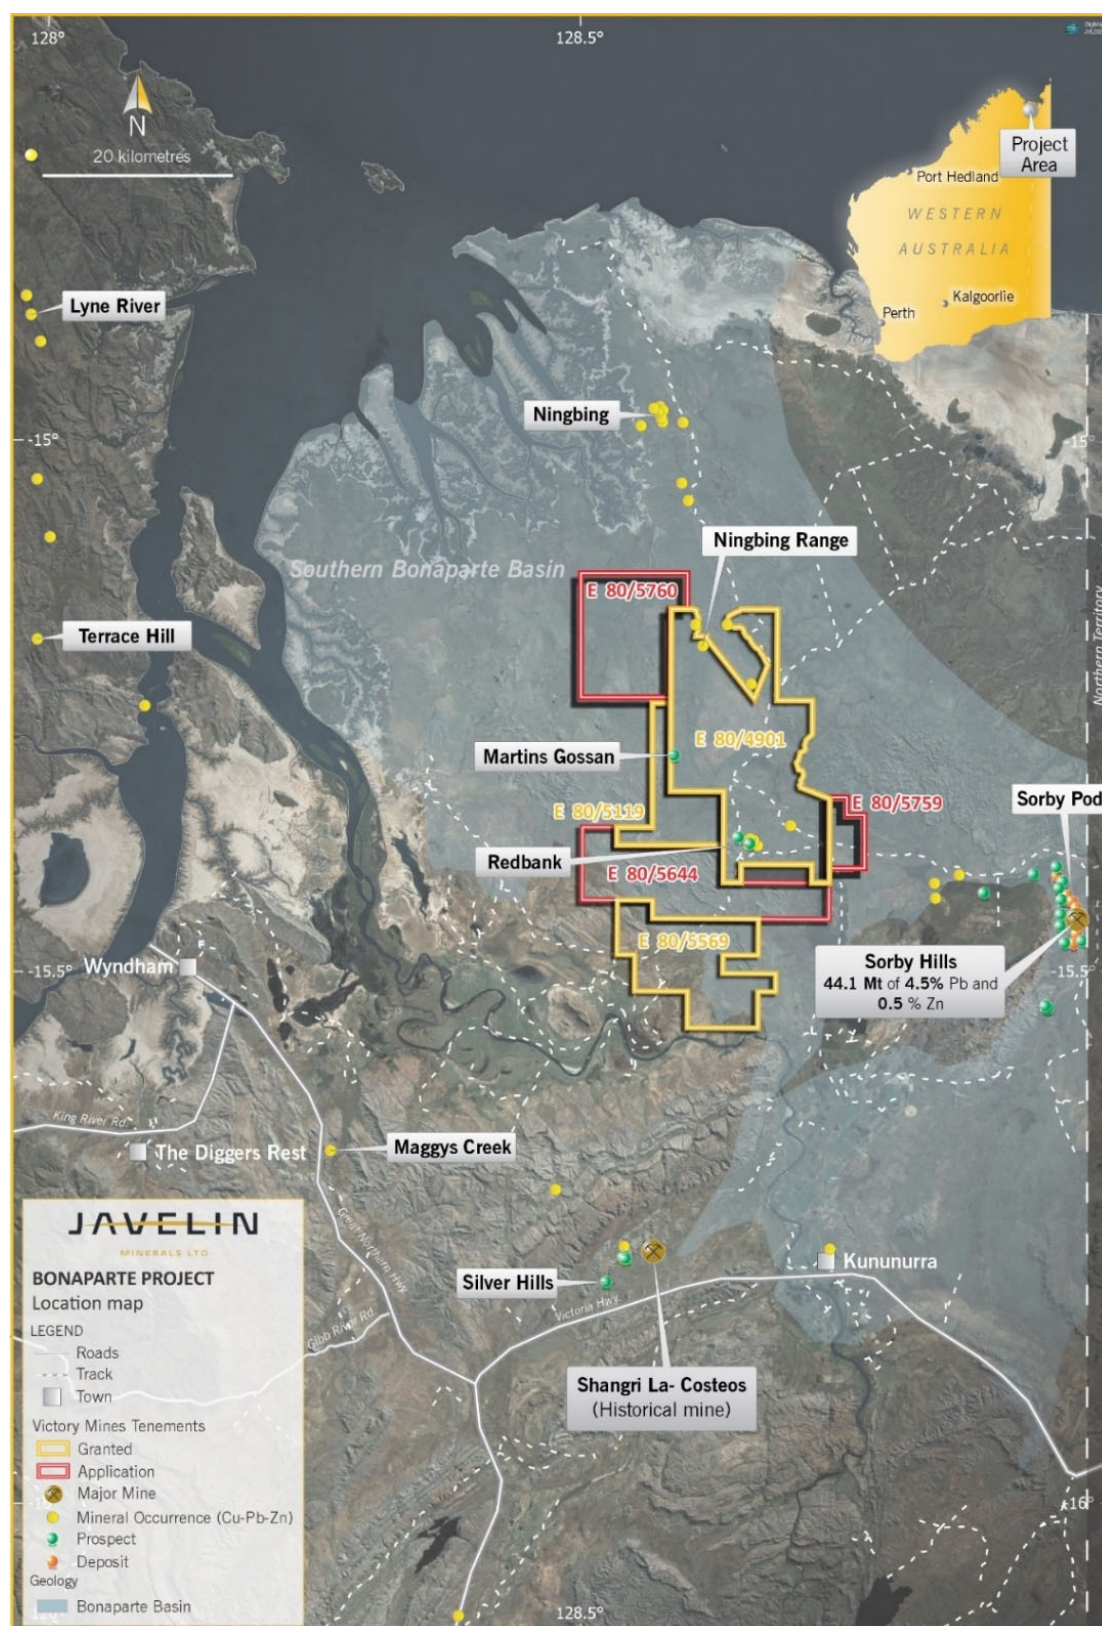 128°
128.5°
N
20 kilometres
Project
Area
Port Hedland
WESTERN
AUSTRALIA
Kalgoorlie
Perth
Lyne River
Ningbing
-15°
-15°
Ningbing Range
Southern Bonaparte Basin
E 80/5760
Northern Territory
Terrace Hill
E 80/4901
Martins Gossan
Sorby Pod
E 80/5759
E 80/5119
Redbank
E 80/5644
E 80/5569
Sorby Hills
44.1 Mt of 4.5% Pb and
0.5 % Zn
-15.5°
-15.5°
Wyndham
King River Rd
The Diggers Rest
Maggys Creek
Great Northern Hwy
Kununurra
Silver Hills
Victoria Hwy
Gibb River Rd
Shangri La- Costeos
(Historical mine)
JAVELIN
MINERALS LTD
BONAPARTE PROJECT
Location map
LEGEND
Roads
Track
Town
Victory Mines Tenements
Granted
Application
Major Mine
Mineral Occurrence (Cu-Pb-Zn)
Prospect
Deposit
Geology
Bonaparte Basin
-16°
128.5°